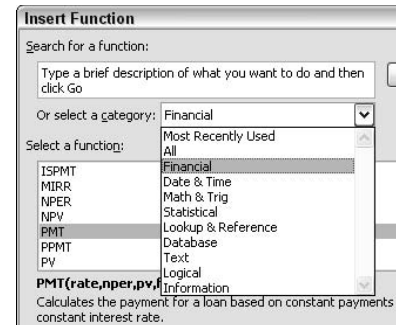 Insert Function
Search for a function:
Type a brief description of what you want to do and then
click Go
Or select a category: Financial
Most Recently Used
All
Select a function:
Financial
ISPMT
Date & Time
MIRR
Math & Trig
NPER
Statistical
NPV
Lookup & Reference
PMT
Database
PPMT
Text
PV
Logical
PMT(rate,nper,pv,
Information
Calculates the payment for a loan based on constant payments
constant interest rate.